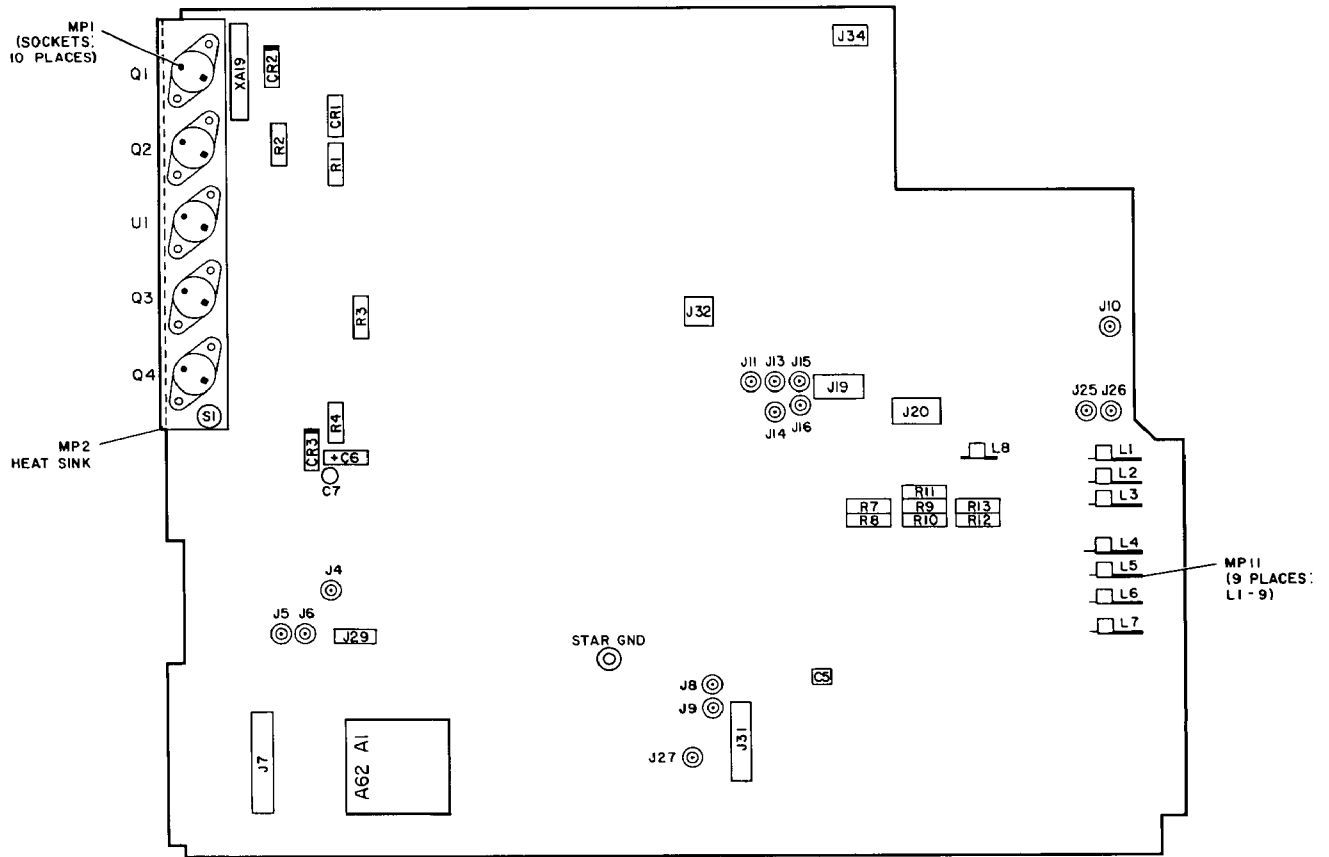 MP1
(SOCKETS:
10 PLACES)
J34
Q1
XA19
CR2
CR1
Q2
R2
R1
U1
Q3
R3
J32
J10
J11 J13 J15
J19
Q4
J25 J26
S1
R4
J14 J16
J20
MP2
HEAT SINK
CR3
+C6
C7
L8
L1
L2
L3
R11
R7 R9 R13
R8 R10 R12
L4
L5
L6
L7
MP11
(9 PLACES:
L1-9)
J4
J5 J6
J29
STAR GND
C5
J8
J9
J7
A62 A1
J31
J27